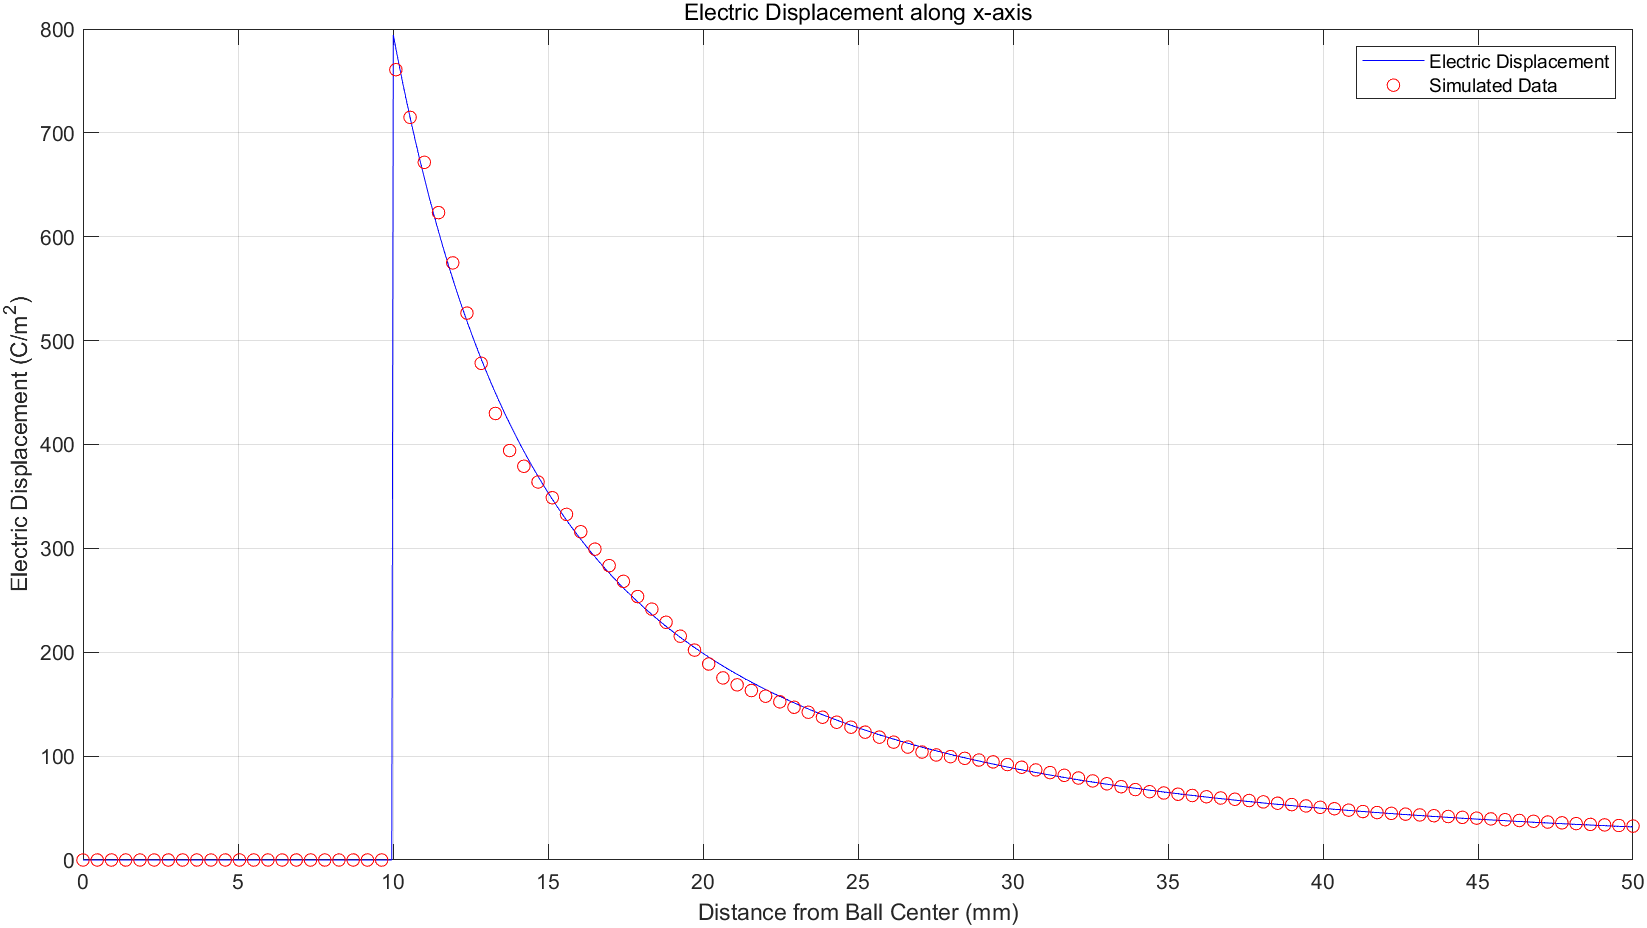 Electric Displacement along x-axis
Electric Displacement
Simulated Data
800
700
600
500
400
300
200
100
0
Electric Displacement (C/m²)
0 5 10 15 20 25 30 35 40 45 50
Distance from Ball Center (mm)